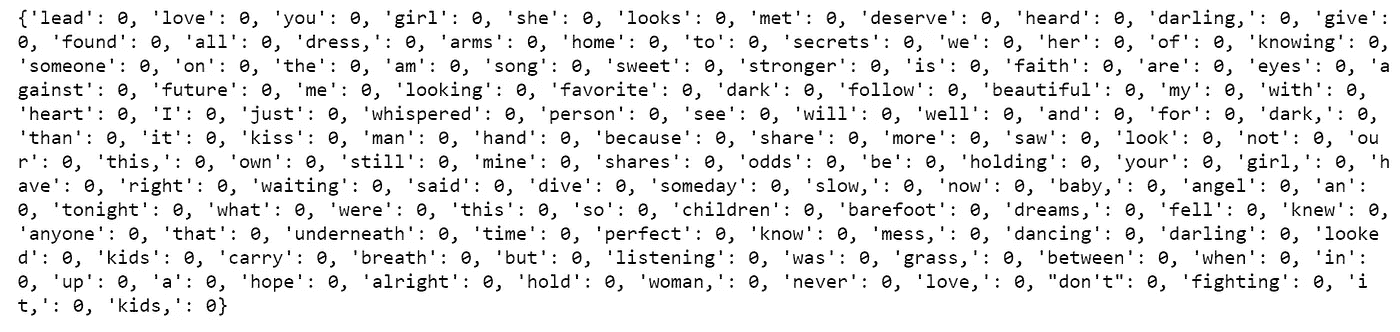 {'lead': 0, 'love': 0, 'you': 0, 'girl': 0, 'she': 0, 'looks': 0, 'met': 0, 'deserve': 0, 'heard': 0, 'darling,': 0, 'give':
0, 'found': 0, 'all': 0, 'dress,': 0, 'arms': 0, 'home': 0, 'to': 0, 'secrets': 0, 'we': 0, 'her': 0, 'of': 0, 'knowing': 0,
'someone': 0, 'on': 0, 'the': 0, 'am': 0, 'song': 0, 'sweet': 0, 'stronger': 0, 'is': 0, 'faith': 0, 'are': 0, 'eyes': 0, 'a
gainst': 0, 'future': 0, 'me': 0, 'looking': 0, 'favorite': 0, 'dark': 0, 'follow': 0, 'beautiful': 0, 'my': 0, 'with': 0,
'heart': 0, 'I': 0, 'just': 0, 'whispered': 0, 'person': 0, 'see': 0, 'will': 0, 'well': 0, 'and': 0, 'for': 0, 'dark,': 0,
'than': 0, 'it': 0, 'kiss': 0, 'man': 0, 'hand': 0, 'because': 0, 'share': 0, 'more': 0, 'saw': 0, 'look': 0, 'not': 0, 'ou
r': 0, 'this,': 0, 'own': 0, 'still': 0, 'mine': 0, 'shares': 0, 'odds': 0, 'be': 0, 'holding': 0, 'your': 0, 'girl,': 0, 'h
ave': 0, 'right': 0, 'waiting': 0, 'said': 0, 'dive': 0, 'someday': 0, 'slow,': 0, 'now': 0, 'baby,': 0, 'angel': 0, 'an':
0, 'tonight': 0, 'what': 0, 'were': 0, 'this': 0, 'so': 0, 'children': 0, 'barefoot': 0, 'dreams,': 0, 'fell': 0, 'knew': 0,
'anyone': 0, 'that': 0, 'underneath': 0, 'time': 0, 'perfect': 0, 'know': 0, 'mess,': 0, 'dancing': 0, 'darling': 0, 'looke
d': 0, 'kids': 0, 'carry': 0, 'breath': 0, 'but': 0, 'listening': 0, 'was': 0, 'grass,': 0, 'between': 0, 'when': 0, 'in':
0, 'up': 0, 'a': 0, 'hope': 0, 'alright': 0, 'hold': 0, 'woman,': 0, 'never': 0, 'love,': 0, "don't": 0, 'fighting': 0, 'i
t,': 0, 'kids,': 0}